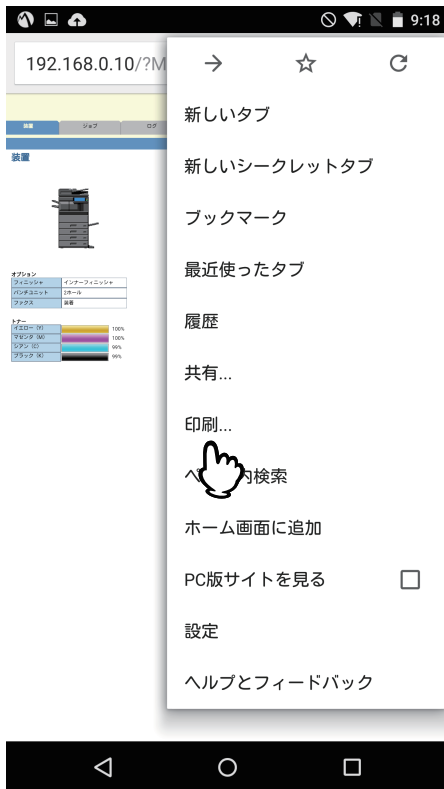 9:18
192.168.0.10/?M
新しいタブ
装置 ジョブ ログ
装置
新しいシークレットタブ
ブックマーク
最近使ったタブ
オプション
フィニッシャ インナーフィニッシャ
パンチユニット 2ホール
ファクス 装着
履歴
トナー
イエロー (Y) 100%
マゼンタ (M) 100%
シアン (C) 99%
ブラック (K) 99%
共有...
印刷...
ペ 内検索
ホーム画面に追加
PC版サイトを見る
設定
ヘルプとフィードバック